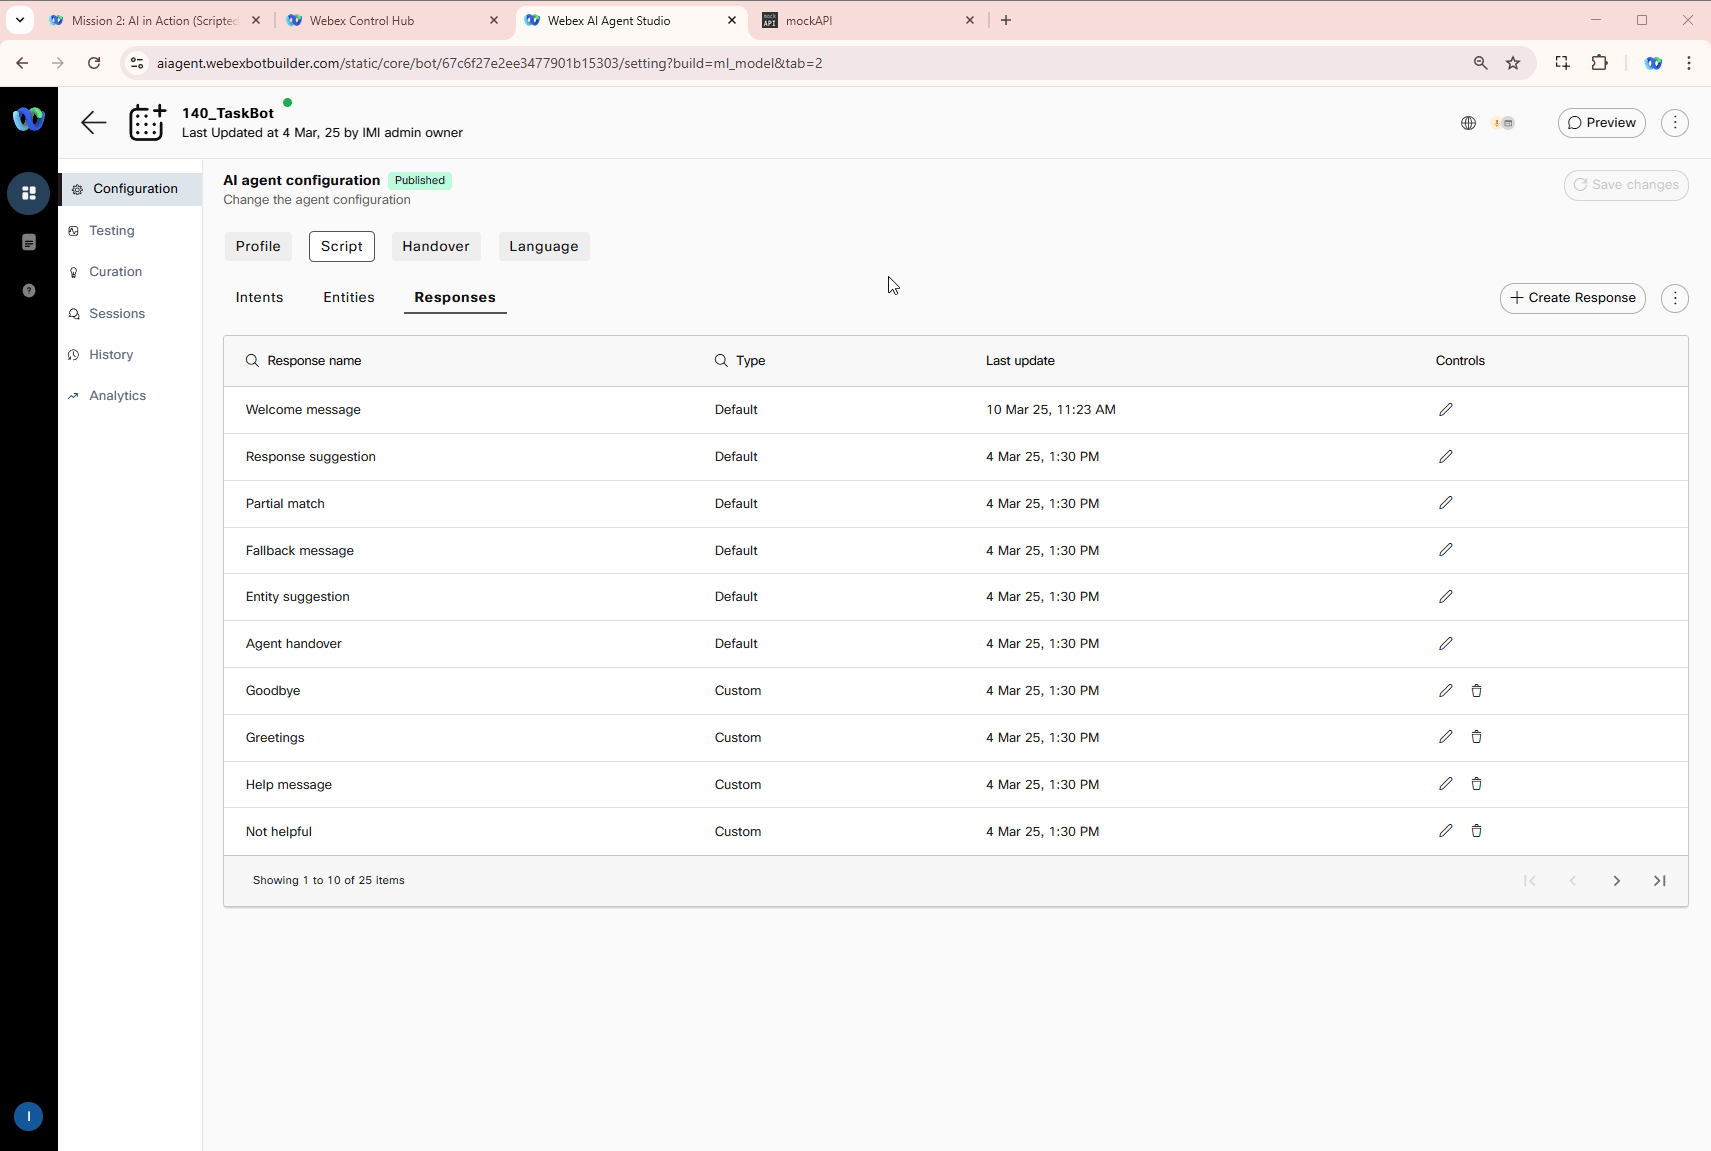 Mission 2: AI in Action (Scripted
Webex Control Hub
Webex AI Agent Studio
mockAPI
aiagent.webexbotbuilder.com/static/core/bot/67c6f27e2ee3477901b15303/setting?build=ml_model&tab=2
140_TaskBot
Last Updated at 4 Mar, 25 by IMI admin owner
Preview
Configuration
Testing
Curation
Sessions
History
Analytics
AI agent configuration Published
Change the agent configuration
Save changes
Profile Script Handover Language
Intents Entities Responses
Create Response
Response name Type Last update Controls
Welcome message Default 10 Mar 25, 11:23 AM
Response suggestion Default 4 Mar 25, 1:30 PM
Partial match Default 4 Mar 25, 1:30 PM
Fallback message Default 4 Mar 25, 1:30 PM
Entity suggestion Default 4 Mar 25, 1:30 PM
Agent handover Default 4 Mar 25, 1:30 PM
Goodbye Custom 4 Mar 25, 1:30 PM
Greetings Custom 4 Mar 25, 1:30 PM
Help message Custom 4 Mar 25, 1:30 PM
Not helpful Custom 4 Mar 25, 1:30 PM
Showing 1 to 10 of 25 items
I